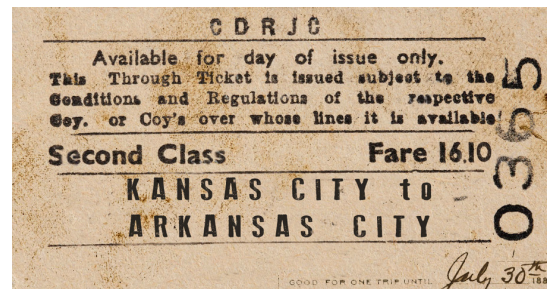 CDRJC
Available for day of issue only.
This Through Ticket is issued subject to the
Conditions and Regulations of the respective
Coy. or Coy's over whose lines it is available
Second Class Fare 16.10
KANSAS CITY to
ARKANSAS CITY
GOOD FOR ONE TRIP UNTIL July 30th 188
0365